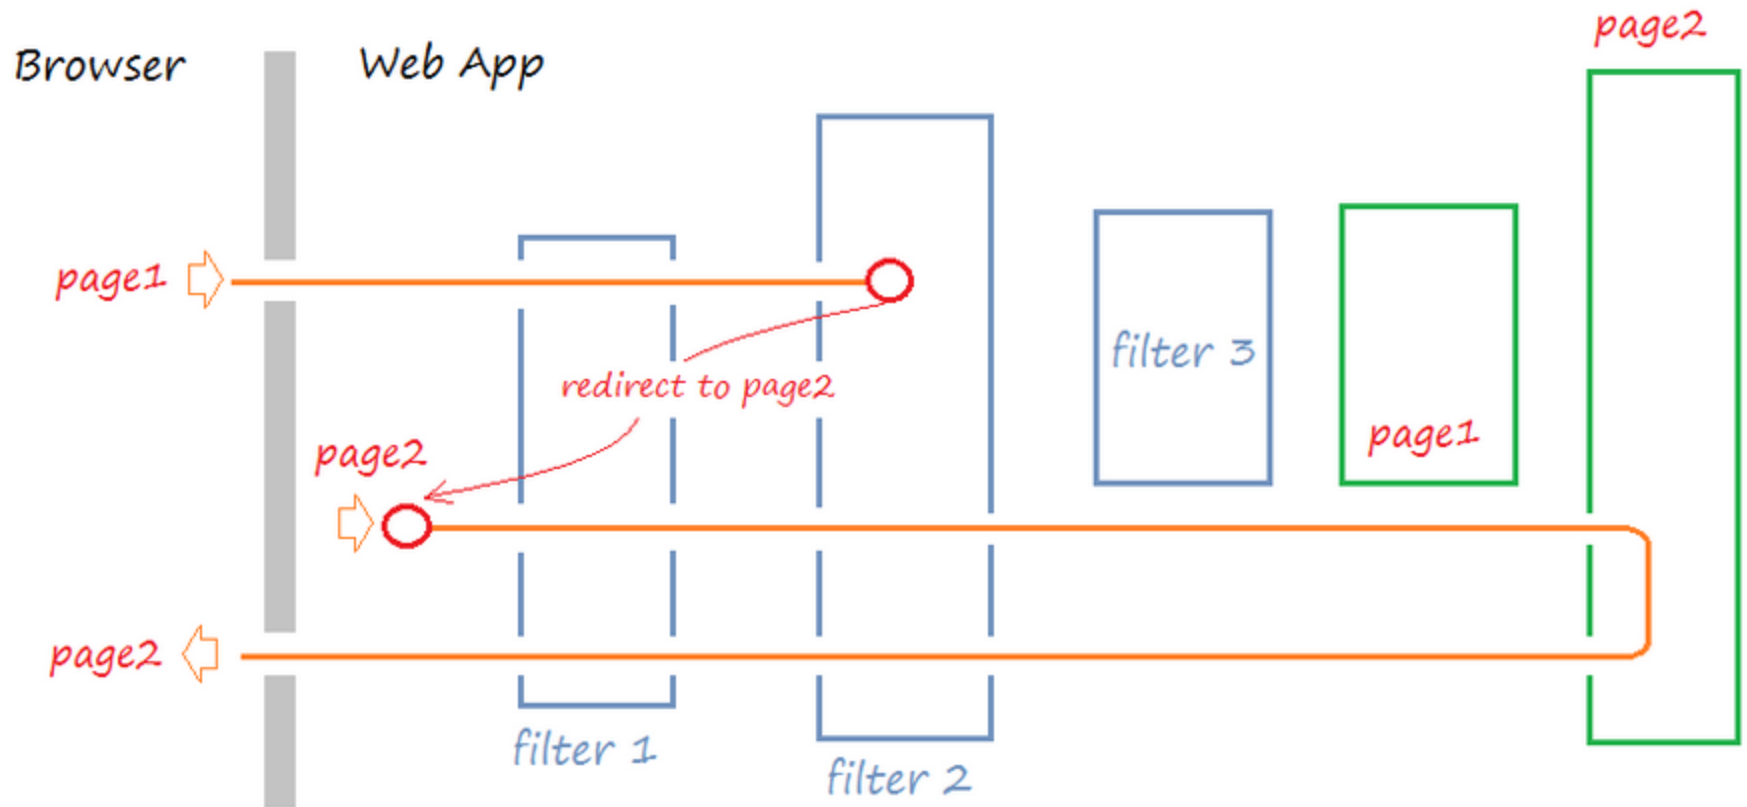 page2
Browser
Web App
page1
filter 3
redirect to page2
page1
page2
page2
filter 1
filter 2